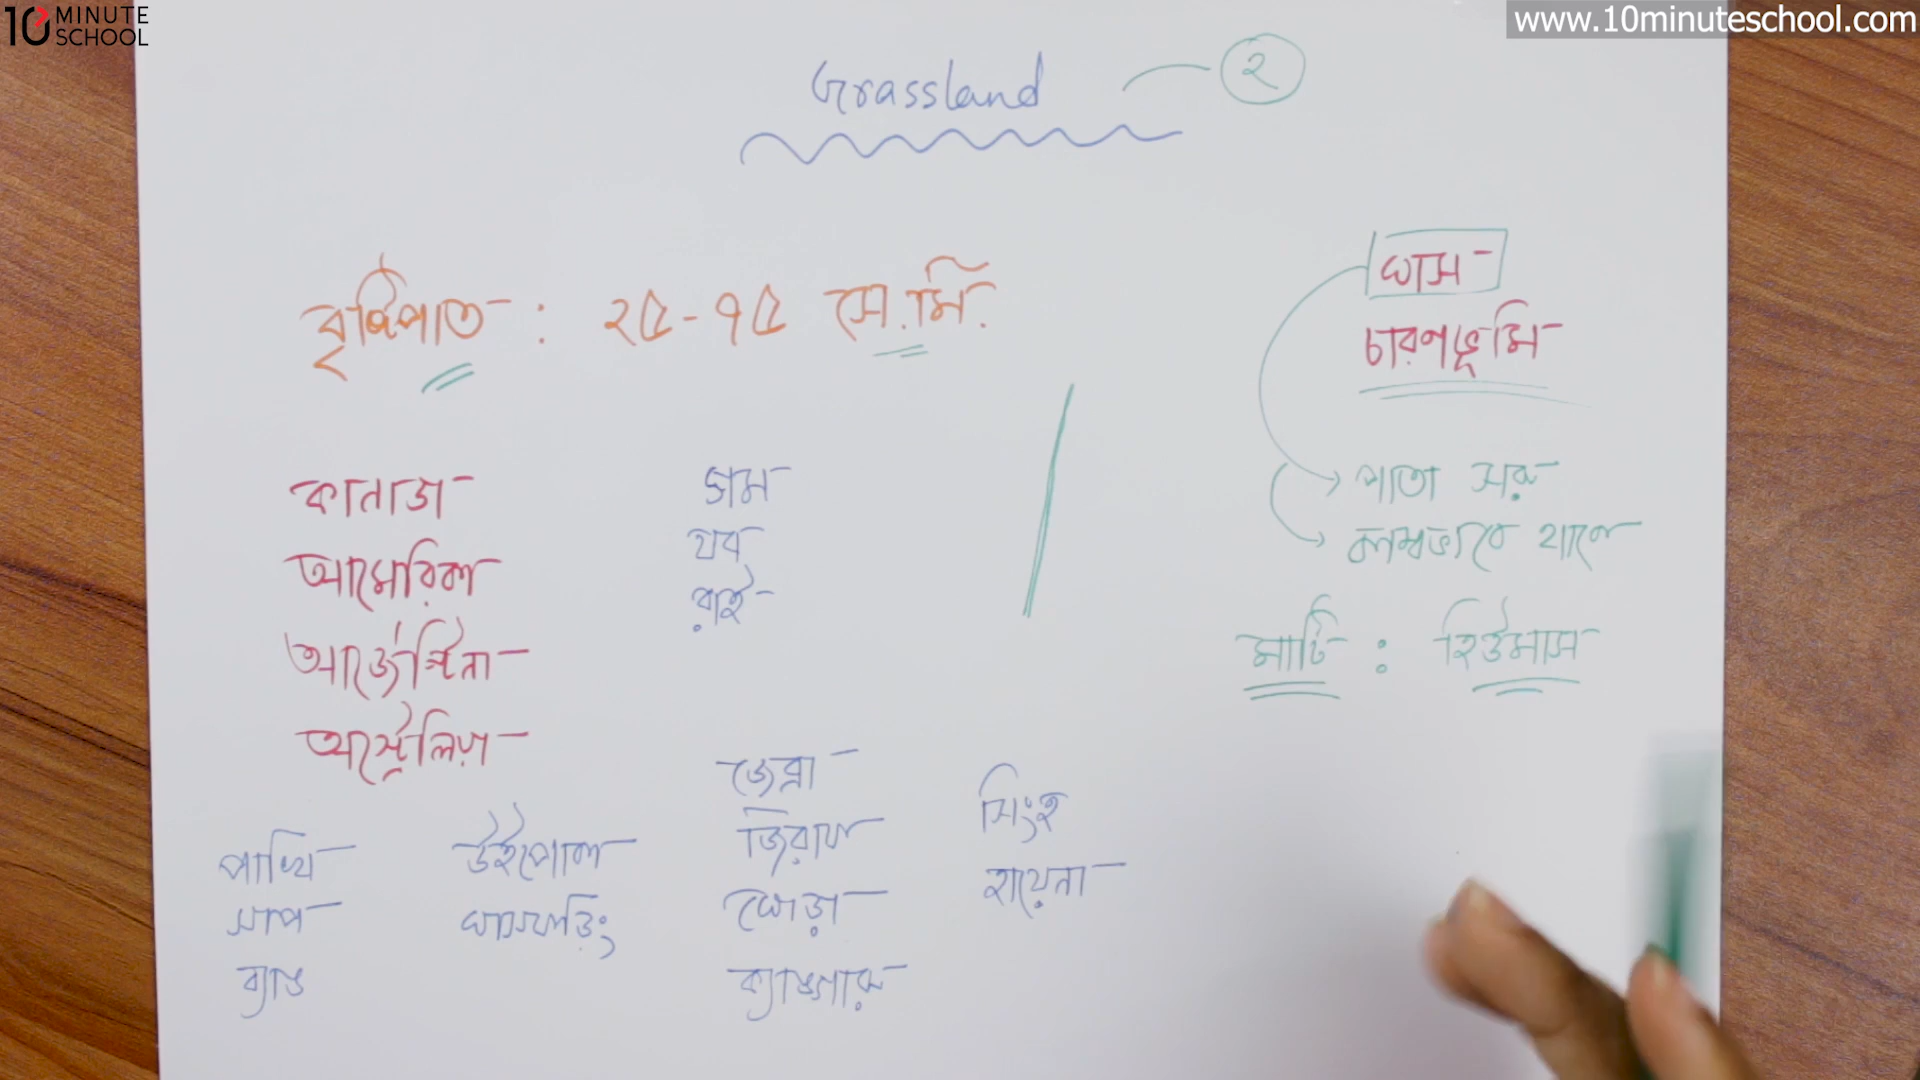 10 MINUTE SCHOOL
www.10minuteschool.com
Grassland
২
বৃষ্টিপাত : ২৫-৭৫ সে.মি.
ঘাস
চারণভূমি
কানাডা
আমেরিকা
আর্জেন্টিনা
অস্ট্রেলিয়া
গম
যব
রাই
পাতা সরু
লম্বভাবে থাকে
মাটি : হিউমাস
পাখি
সাপ
ব্যাঙ
উইপোকা
ঘাসফড়িং
জেব্রা
জিরাফ
ঘোড়া
ক্যাঙ্গারু
সিংহ
হায়েনা